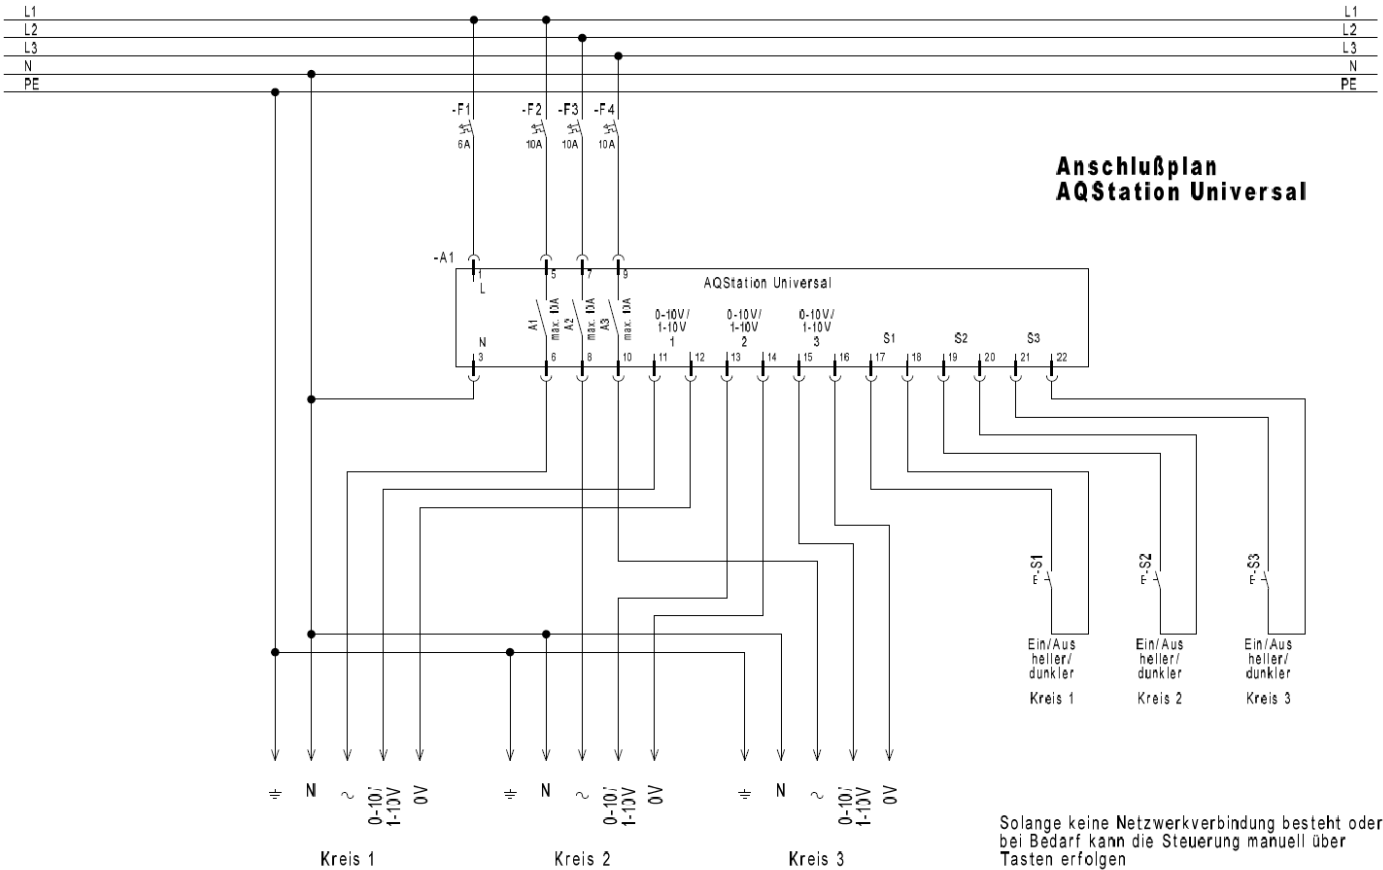 L1 L1
L2 L2
L3 L3
N N
PE PE
-F1 -F2 -F3 -F4
6A 10A 10A 10A
Anschlußplan
AQStation Universal
-A1
1 5 7 9
L
AQStation Universal
A1 max. 10A A2 max. 10A A3 max. 10A
0-10V/ 0-10V/ 0-10V/
1-10V 1-10V 1-10V
1 2 3
N S1 S2 S3
3 6 8 10 11 12 13 14 15 16 17 18 19 20 21 22
E-S1 E-S2 E-S3
Ein/Aus Ein/Aus Ein/Aus
heller/ heller/ heller/
dunkler dunkler dunkler
Kreis 1 Kreis 2 Kreis 3
N ~ 0-10/ 1-10V 0V N ~ 0-10/ 1-10V 0V N ~ 0-10/ 1-10V 0V
Kreis 1 Kreis 2 Kreis 3
Solange keine Netzwerkverbindung besteht oder
bei Bedarf kann die Steuerung manuell über
Tasten erfolgen